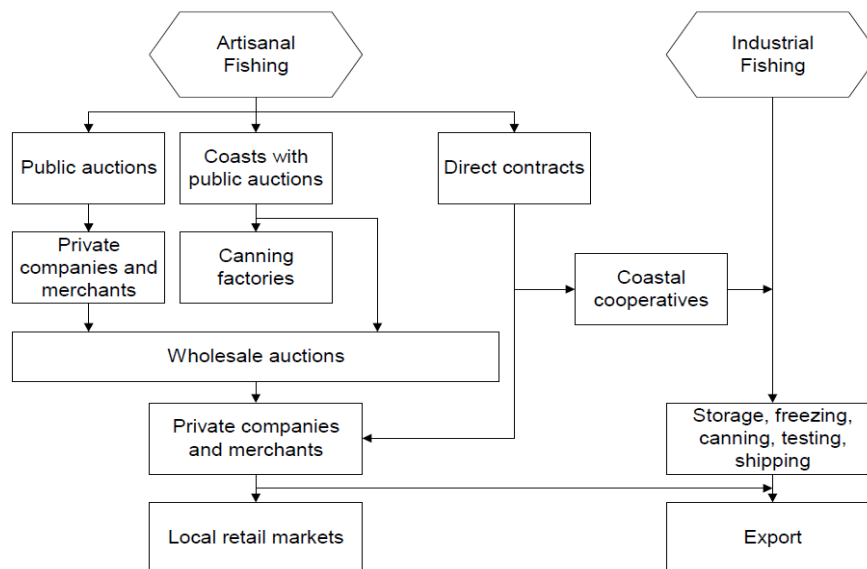 Artisanal
Fishing
Industrial
Fishing
Public auctions
Coasts with
public auctions
Direct contracts
Private
companies and
merchants
Canning
factories
Coastal
cooperatives
Wholesale auctions
Private companies
and merchants
Storage, freezing,
canning, testing,
shipping
Local retail markets
Export